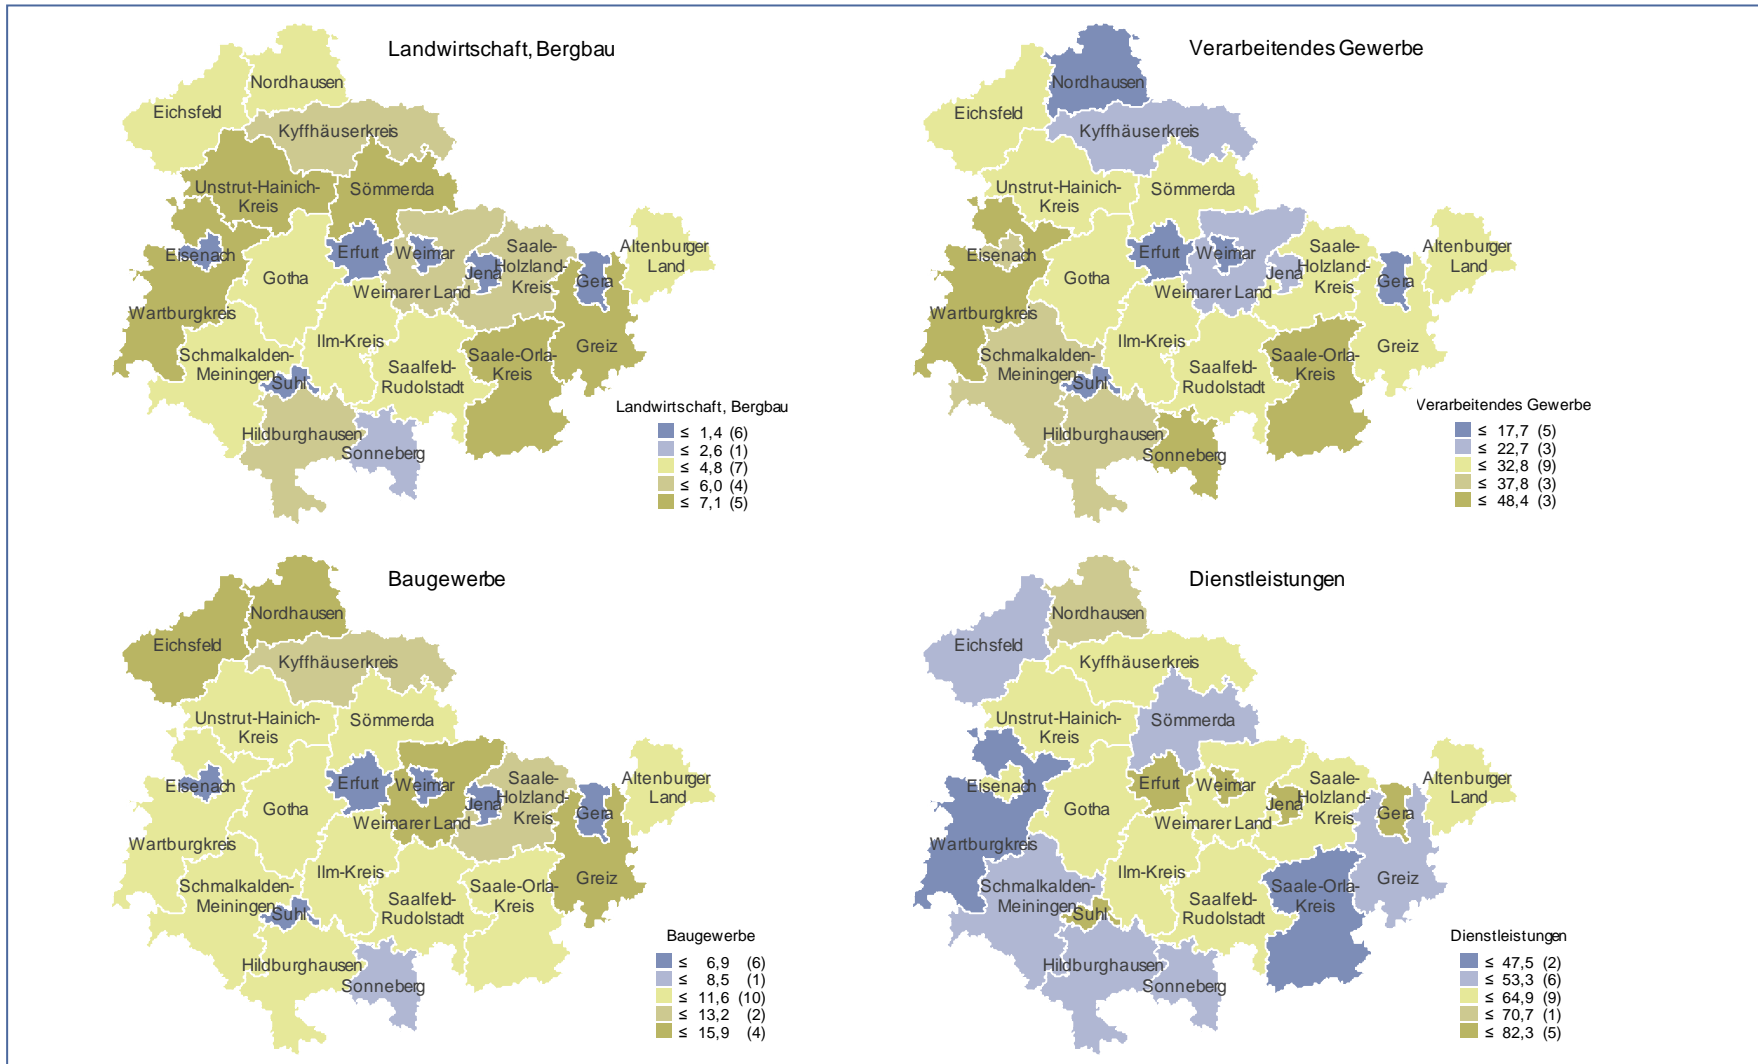 Landwirtschaft, Bergbau
Nordhausen
Eichsfeld
Kyffhäuserkreis
Unstrut-Hainich-
Kreis
Sömmerda
Eisenach
Erfurt
Weimar
Saale-
Holzland-
Kreis
Jena
Gera
Altenburger
Land
Gotha
Weimarer Land
Wartburgkreis
Ilm-Kreis
Schmalkalden-
Meiningen
Saalfeld-
Rudolstadt
Saale-Orla-
Kreis
Greiz
Suhl
Hildburghausen
Sonneberg
Landwirtschaft, Bergbau
≤ 1,4 (6)
≤ 2,6 (1)
≤ 4,8 (7)
≤ 6,0 (4)
≤ 7,1 (5)
Verarbeitendes Gewerbe
Nordhausen
Eichsfeld
Kyffhäuserkreis
Unstrut-Hainich-
Kreis
Sömmerda
Eisenach
Erfurt
Weimar
Saale-
Holzland-
Kreis
Jena
Gera
Altenburger
Land
Gotha
Weimarer Land
Wartburgkreis
Ilm-Kreis
Schmalkalden-
Meiningen
Saalfeld-
Rudolstadt
Saale-Orla-
Kreis
Greiz
Suhl
Hildburghausen
Sonneberg
Verarbeitendes Gewerbe
≤ 17,7 (5)
≤ 22,7 (3)
≤ 32,8 (9)
≤ 37,8 (3)
≤ 48,4 (3)
Baugewerbe
Nordhausen
Eichsfeld
Kyffhäuserkreis
Unstrut-Hainich-
Kreis
Sömmerda
Eisenach
Erfurt
Weimar
Saale-
Holzland-
Kreis
Jena
Gera
Altenburger
Land
Gotha
Weimarer Land
Wartburgkreis
Ilm-Kreis
Schmalkalden-
Meiningen
Saalfeld-
Rudolstadt
Saale-Orla-
Kreis
Greiz
Suhl
Hildburghausen
Sonneberg
Baugewerbe
≤ 6,9 (6)
≤ 8,5 (1)
≤ 11,6 (10)
≤ 13,2 (2)
≤ 15,9 (4)
Dienstleistungen
Nordhausen
Eichsfeld
Kyffhäuserkreis
Unstrut-Hainich-
Kreis
Sömmerda
Eisenach
Erfurt
Weimar
Saale-
Holzland-
Kreis
Jena
Gera
Altenburger
Land
Gotha
Weimarer Land
Wartburgkreis
Ilm-Kreis
Schmalkalden-
Meiningen
Saalfeld-
Rudolstadt
Saale-Orla-
Kreis
Greiz
Suhl
Hildburghausen
Sonneberg
Dienstleistungen
≤ 47,5 (2)
≤ 53,3 (6)
≤ 64,9 (9)
≤ 70,7 (1)
≤ 82,3 (5)